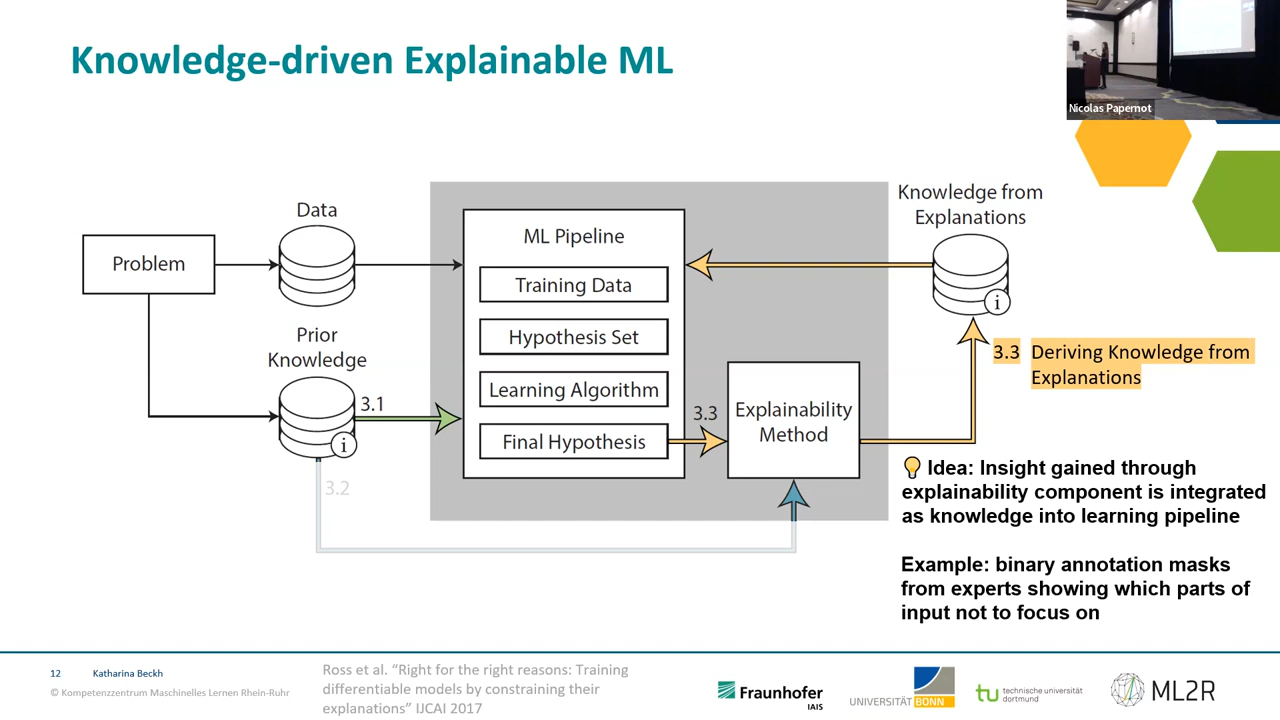 Knowledge-driven Explainable ML
Nicolas Papernot
Data
Problem
Prior
Knowledge
i
3.1
3.2
ML Pipeline
Training Data
Hypothesis Set
Learning Algorithm
Final Hypothesis
3.3
Explainability
Method
Knowledge from
Explanations
i
3.3 Deriving Knowledge from
Explanations
Idea: Insight gained through
explainability component is integrated
as knowledge into learning pipeline
Example: binary annotation masks
from experts showing which parts of
input not to focus on
12 Katharina Beckh
© Kompetenzzentrum Maschinelles Lernen Rhein-Ruhr
Ross et al. “Right for the right reasons: Training
differentiable models by constraining their
explanations” IJCAI 2017
Fraunhofer
IAIS
UNIVERSITÄT BONN
tu technische universität
dortmund
ML2R